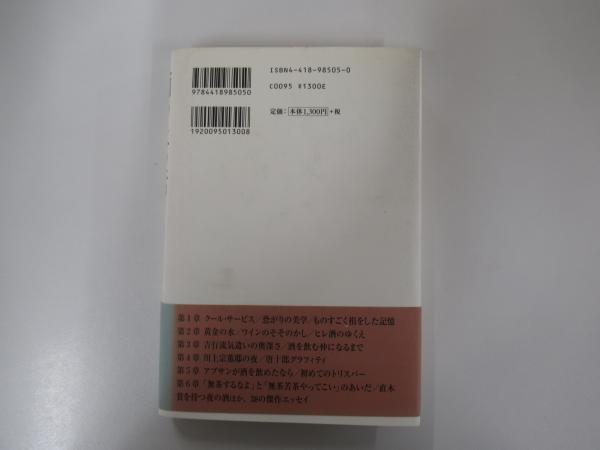 ISBN4-418-98505-0
C0095 ¥1300E
9784418985050
定価：本体1,300円+税
1920095013008
第1章 クール・サービス／恐がりの美学／ものすごく損をした記憶
第2章 黄金の水／ワインのそそのかし／ヒレ酒のゆくえ
第3章 吉行流気遣いの奥深さ／酒を飲む仲になるまで
第4章 川上宗薫邸の夜／唐十郎グラフィティ
第5章 アブサンが酒を飲めたなら／初めてのトリスバー
第6章「無茶するなよ」と「無茶苦茶やってこい」のあいだ／直木
賞を待つ夜の酒ほか、38の傑作エッセイ